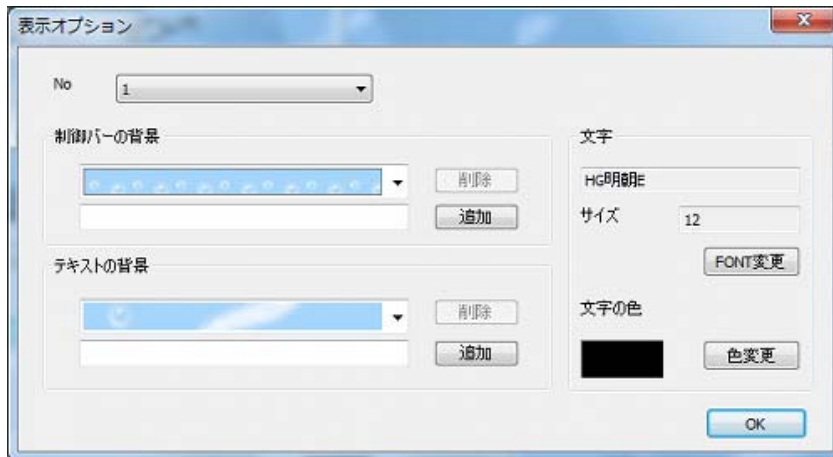 表示オプション
No
1
制御バーの背景
削除
追加
テキストの背景
削除
追加
文字
HG明朝E
サイズ
12
FONT変更
文字の色
色変更
OK